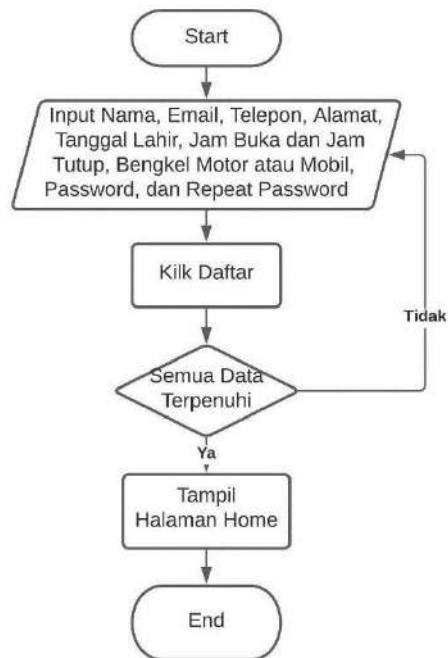 Start
Input Nama, Email, Telepon, Alamat,
Tanggal Lahir, Jam Buka dan Jam
Tutup, Bengkel Motor atau Mobil,
Password, dan Repeat Password
Kilk Daftar
Tidak
Semua Data
Terpenuhi
Ya
Tampil
Halaman Home
End